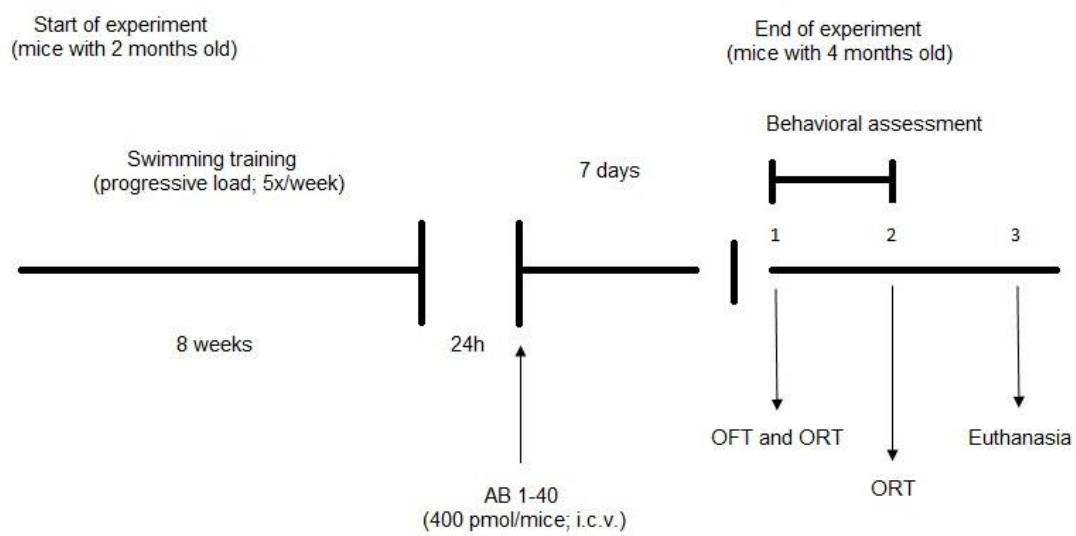 Start of experiment
(mice with 2 months old)
End of experiment
(mice with 4 months old)
Behavioral assessment
Swimming training
(progressive load; 5x/week)
7 days
1
2
3
8 weeks
24h
OFT and ORT
Euthanasia
ORT
AB 1-40
(400 pmol/mice; i.c.v.)